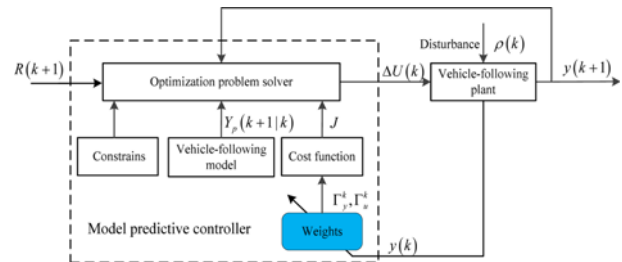 Disturbance ρ(k)
R(k+1)
Optimization problem solver
ΔU(k)
Vehicle-following
plant
y(k+1)
Y_p(k+1|k)
J
Constrains
Vehicle-following
model
Cost function
Γ_y^k, Γ_u^k
Model predictive controller
Weights
y(k)